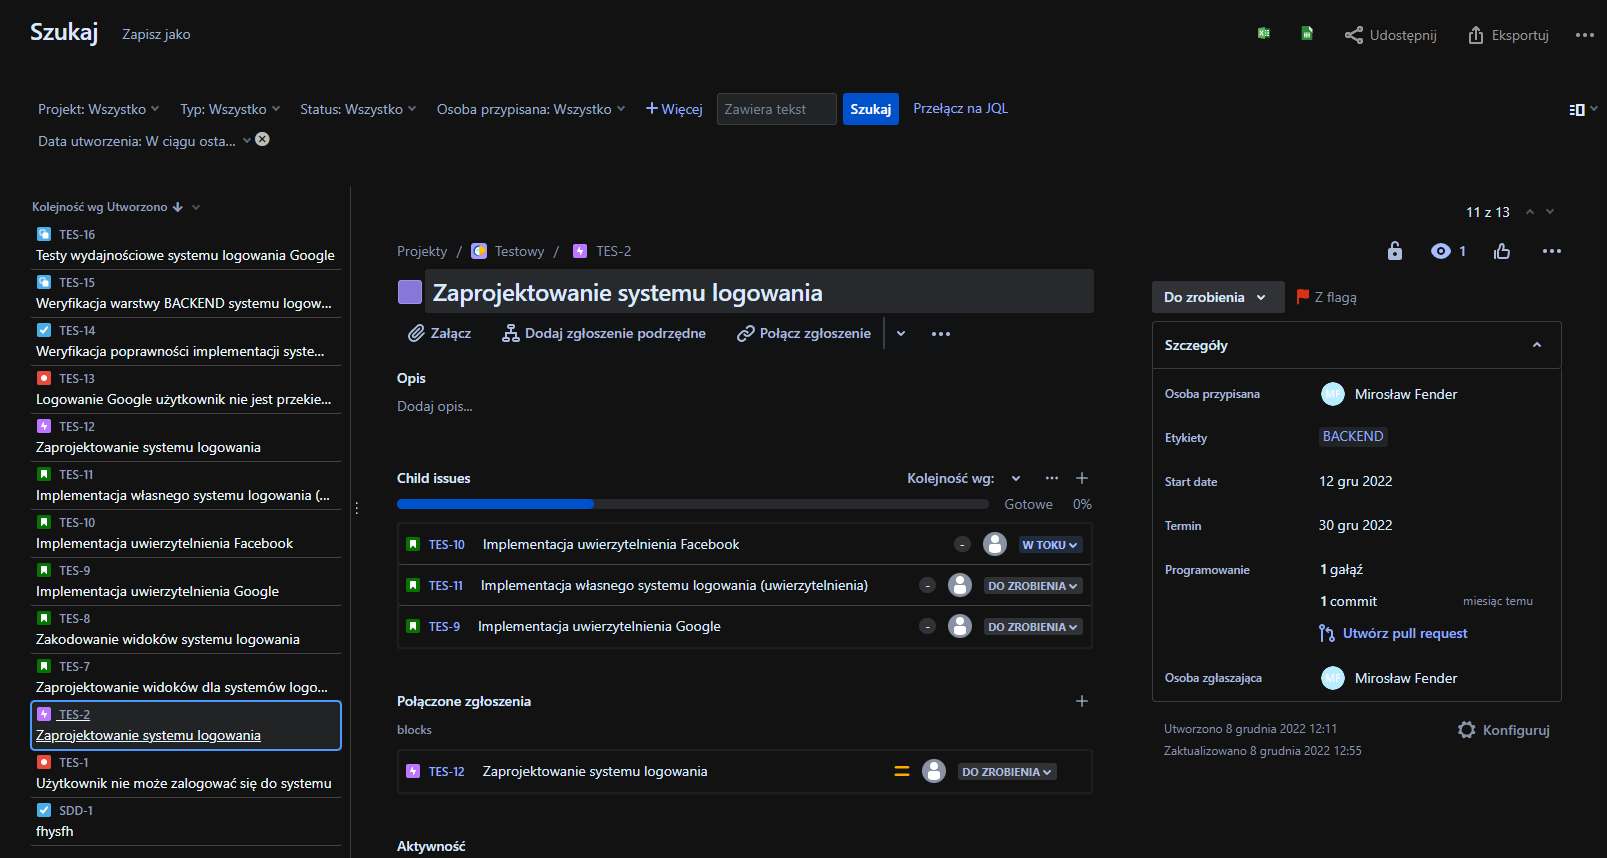 Szukaj
Zapisz jako
Udostępnij
Eksportuj
Projekt: Wszystko
Typ: Wszystko
Status: Wszystko
Osoba przypisana: Wszystko
+ Więcej
Zawiera tekst
Szukaj
Przełącz na JQL
Data utworzenia: W ciągu osta...
Kolejność wg Utworzono
TES-16
Testy wydajnościowe systemu logowania Google
TES-15
Weryfikacja warstwy BACKEND systemu logow...
TES-14
Weryfikacja poprawności implementacji syste...
TES-13
Logowanie Google użytkownik nie jest przekie...
TES-12
Zaprojektowanie systemu logowania
TES-11
Implementacja własnego systemu logowania (...
TES-10
Implementacja uwierzytelnienia Facebook
TES-9
Implementacja uwierzytelnienia Google
TES-8
Zakodowanie widoków systemu logowania
TES-7
Zaprojektowanie widoków dla systemów logo...
TES-2
Zaprojektowanie systemu logowania
TES-1
Użytkownik nie może zalogować się do systemu
SDD-1
fhysfh
11 z 13
Projekty / Testowy / TES-2
1
Zaprojektowanie systemu logowania
Załącz
Dodaj zgłoszenie podrzędne
Połącz zgłoszenie
Opis
Dodaj opis...
Child issues
Kolejność wg:
Gotowe 0%
TES-10 Implementacja uwierzytelnienia Facebook - W TOKU
TES-11 Implementacja własnego systemu logowania (uwierzytelnienia) - DO ZROBIENIA
TES-9 Implementacja uwierzytelnienia Google - DO ZROBIENIA
Połączone zgłoszenia
blocks
TES-12 Zaprojektowanie systemu logowania DO ZROBIENIA
Aktywność
Do zrobienia
Z flagą
Szczegóły
Osoba przypisana MF Mirosław Fender
Etykiety BACKEND
Start date 12 gru 2022
Termin 30 gru 2022
Programowanie 1 gałąź
1 commit miesiąc temu
Utwórz pull request
Osoba zgłaszająca MF Mirosław Fender
Utworzono 8 grudnia 2022 12:11
Zaktualizowano 8 grudnia 2022 12:55
Konfiguruj